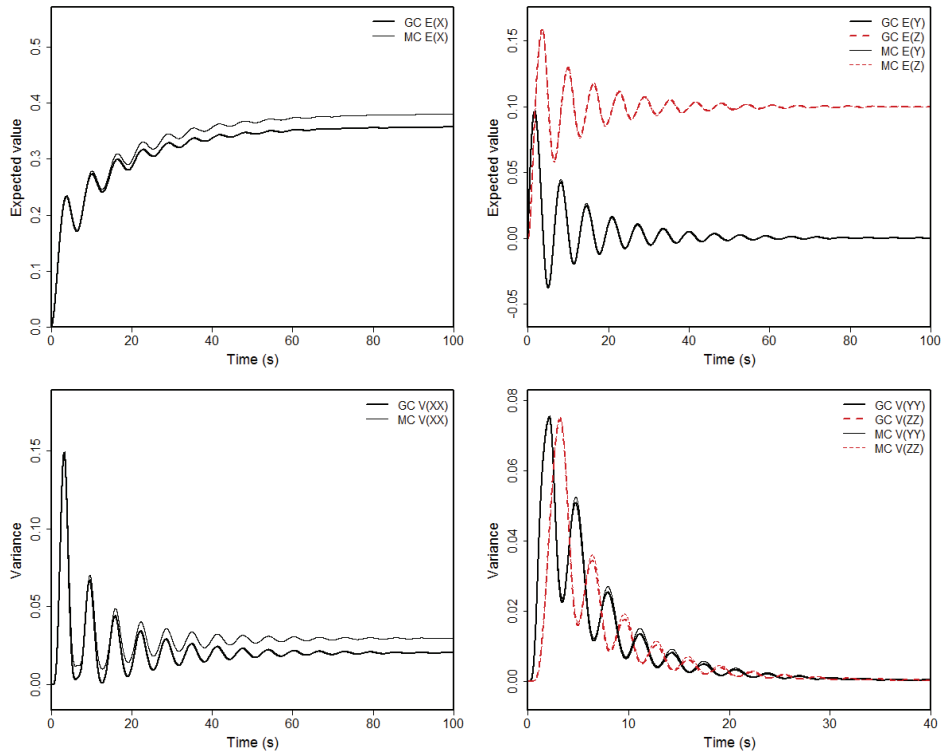 GC E(X)
MC E(X)
Expected value
0.0
0.1
0.2
0.3
0.4
0.5
0 20 40 60 80 100
Time (s)
GC E(Y)
GC E(Z)
MC E(Y)
MC E(Z)
Expected value
-0.05
0.00
0.05
0.10
0.15
0 20 40 60 80 100
Time (s)
GC V(XX)
MC V(XX)
Variance
0.00
0.05
0.10
0.15
0 20 40 60 80 100
Time (s)
GC V(YY)
GC V(ZZ)
MC V(YY)
MC V(ZZ)
Variance
0.00
0.02
0.04
0.06
0.08
0 10 20 30 40
Time (s)